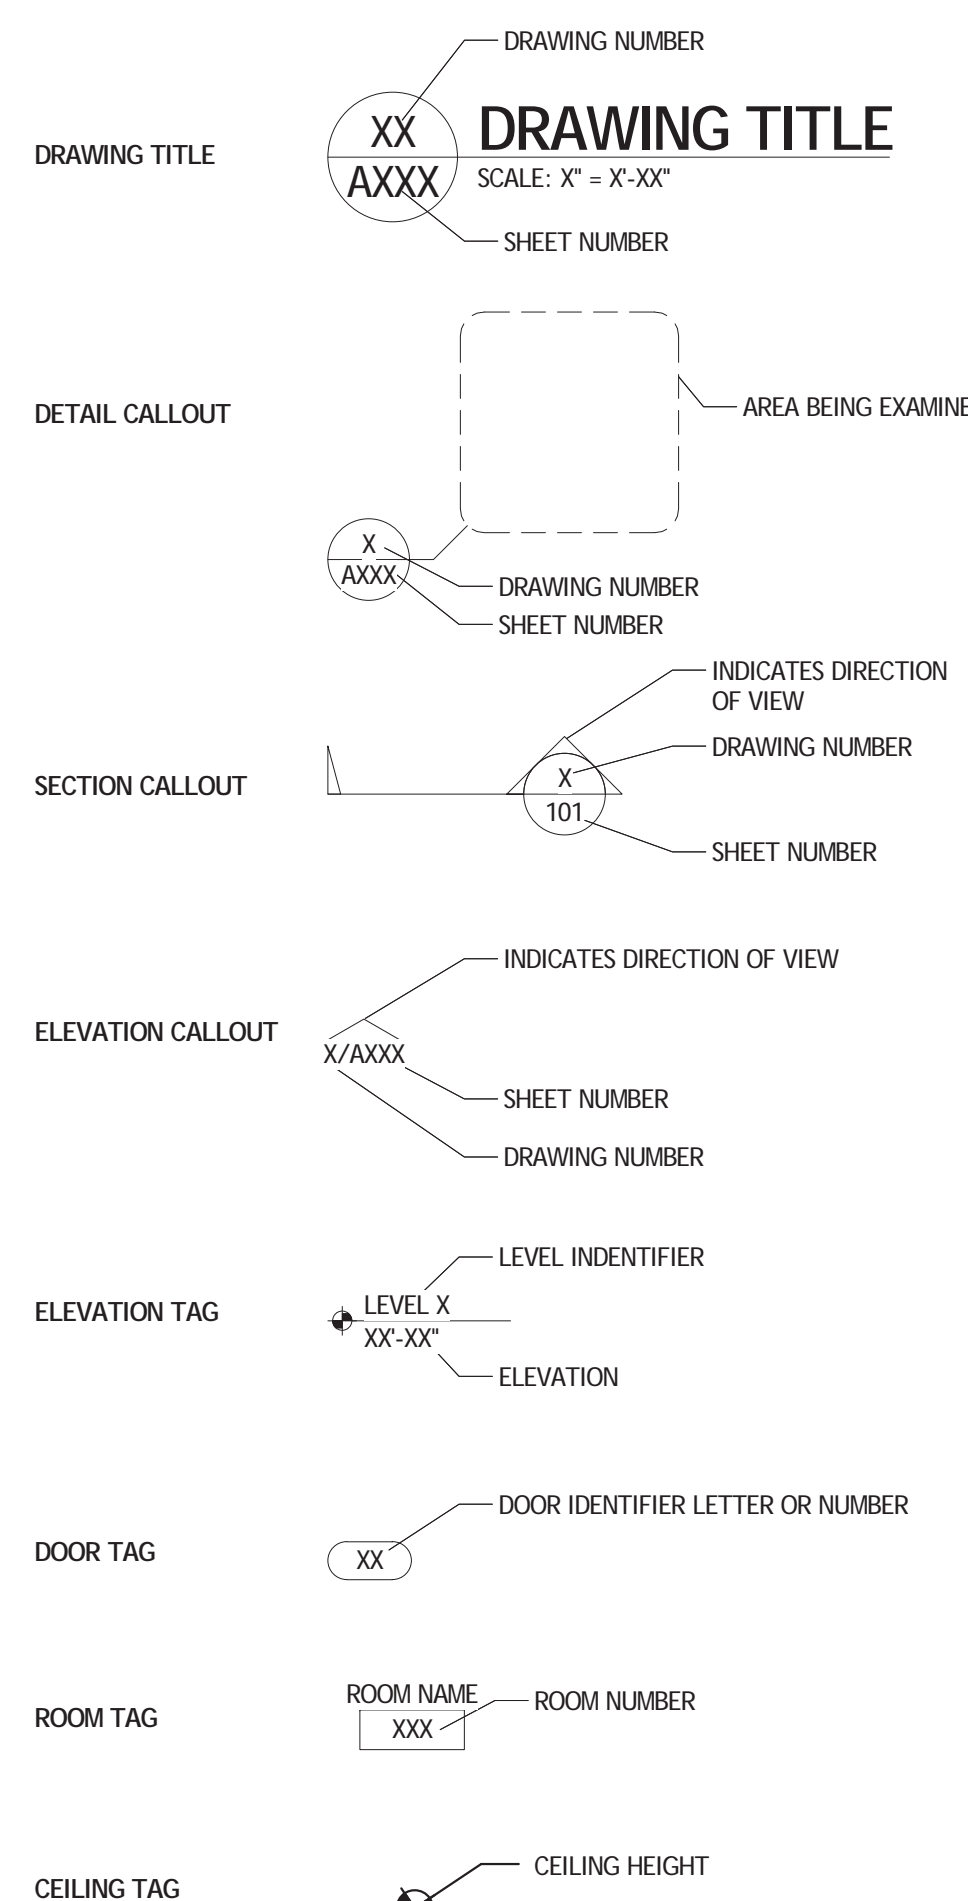 DRAWING NUMBER
DRAWING TITLE
XX
AXXX
DRAWING TITLE
SCALE: X" = X'-XX"
SHEET NUMBER
DETAIL CALLOUT
AREA BEING EXAMINE
X
AXXX
DRAWING NUMBER
SHEET NUMBER
INDICATES DIRECTION
OF VIEW
DRAWING NUMBER
SECTION CALLOUT
X
101
SHEET NUMBER
INDICATES DIRECTION OF VIEW
ELEVATION CALLOUT
X/AXXX
SHEET NUMBER
DRAWING NUMBER
LEVEL INDENTIFIER
ELEVATION TAG
LEVEL X
XX'-XX"
ELEVATION
DOOR IDENTIFIER LETTER OR NUMBER
DOOR TAG
XX
ROOM NAME
ROOM NUMBER
ROOM TAG
XXX
CEILING HEIGHT
CEILING TAG